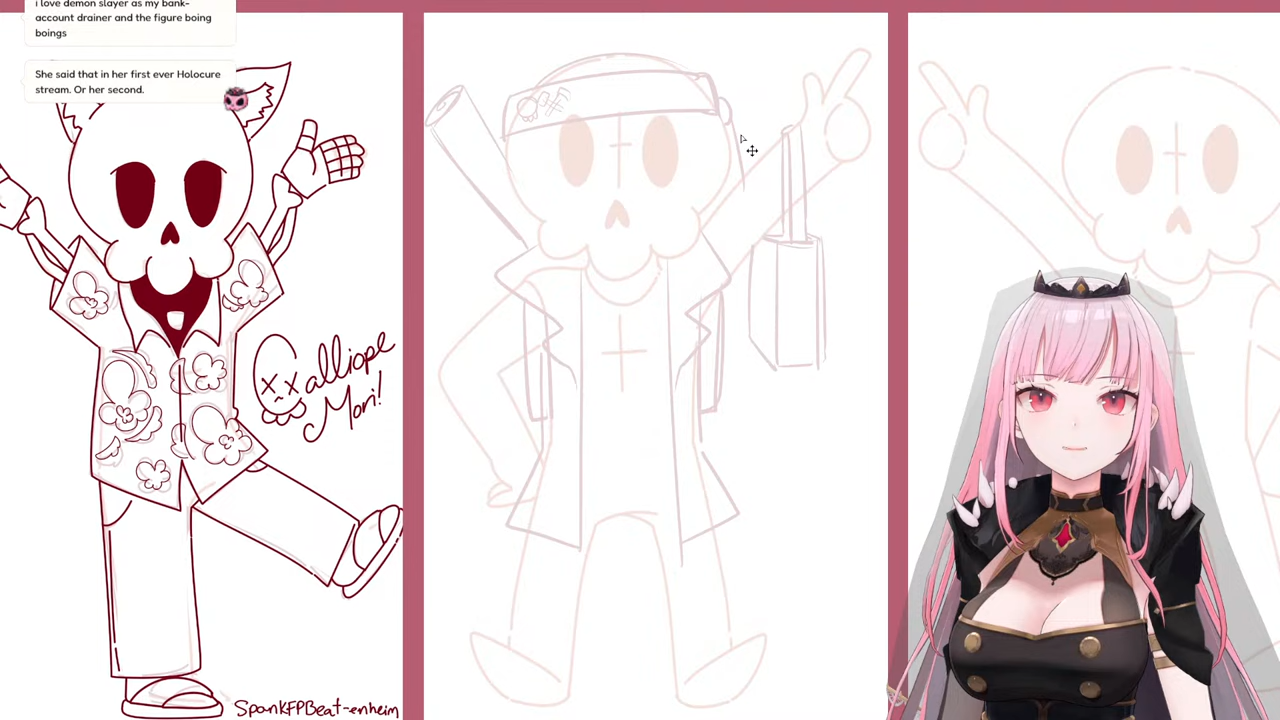 i love demon slayer as my bank-
account drainer and the figure boing
boings
She said that in her first ever Holocure
stream. Or her second.
Calliope
Mori!
SpankFPBeat-enheim